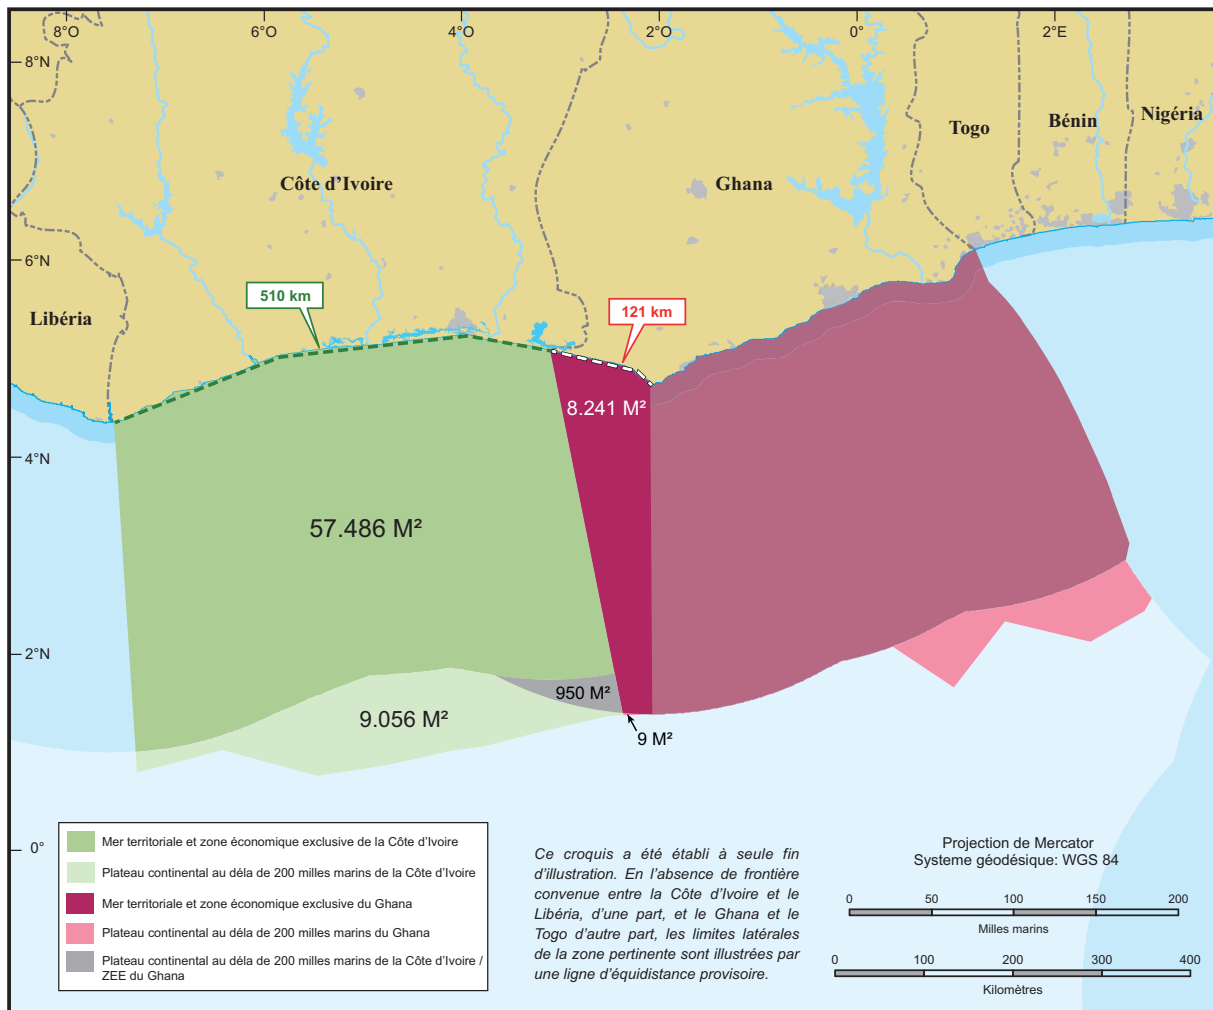 8°O
6°O
4°O
2°O
0°
2°E
8°N
6°N
4°N
2°N
0°
Togo
Bénin
Nigéria
Côte d'Ivoire
Ghana
Libéria
510 km
121 km
8.241 M²
57.486 M²
950 M²
9.056 M²
9 M²
Mer territoriale et zone économique exclusive de la Côte d'Ivoire
Plateau continental au déla de 200 milles marins de la Côte d'Ivoire
Mer territoriale et zone économique exclusive du Ghana
Plateau continental au déla de 200 milles marins du Ghana
Plateau continental au déla de 200 milles marins de la Côte d'Ivoire /
ZEE du Ghana
Ce croquis a été établi à seule fin
d'illustration. En l'absence de frontière
convenue entre la Côte d'Ivoire et le
Libéria, d'une part, et le Ghana et le
Togo d'autre part, les limites latérales
de la zone pertinente sont illustrées par
une ligne d'équidistance provisoire.
Projection de Mercator
Systeme géodésique: WGS 84
0 50 100 150 200
Milles marins
0 100 200 300 400
Kilomètres